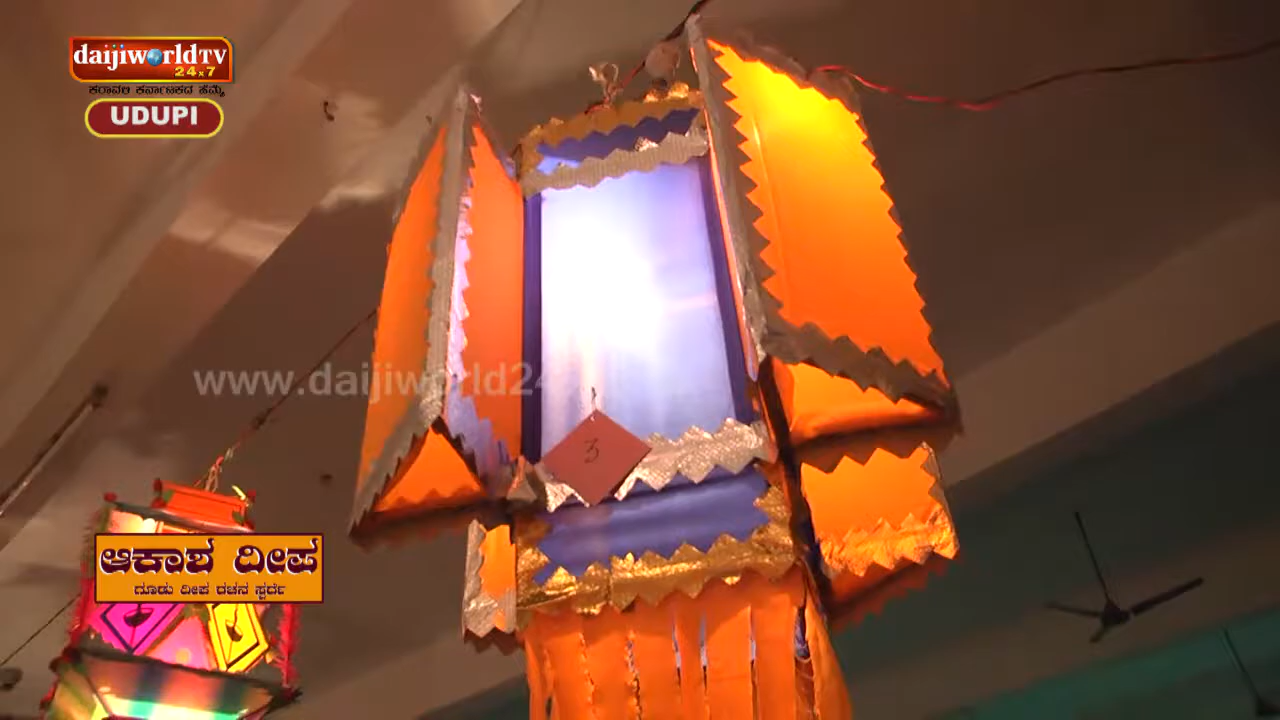 daijiworldTV
24x7
ಕರಾವಳಿ ಕರ್ನಾಟಕದ ಹೆಮ್ಮೆ
UDUPI
www.daijiworld24
3
ಆಕಾಶ ದೀಪ
ಗೂಡು ದೀಪ ರಚನ ಸ್ಪರ್ದೆ